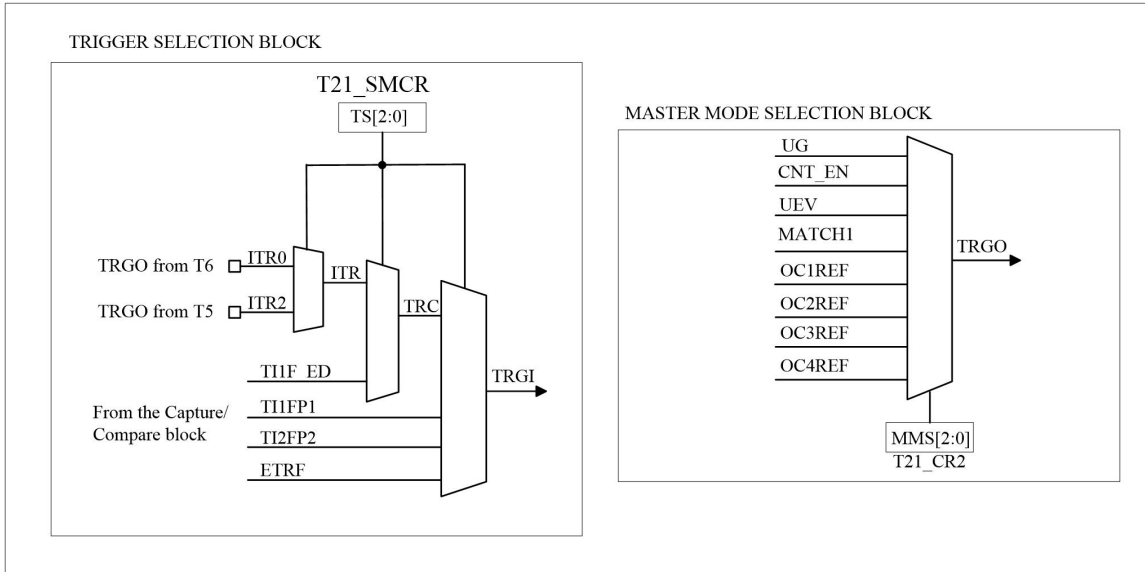 TRIGGER SELECTION BLOCK
T21_SMCR
TS[2:0]
TRGO from T6
ITR0
ITR
TRGO from T5
ITR2
TRC
TI1F_ED
TRGI
From the Capture/
Compare block
TI1FP1
TI2FP2
ETRF
MASTER MODE SELECTION BLOCK
UG
CNT_EN
UEV
MATCH1
TRGO
OC1REF
OC2REF
OC3REF
OC4REF
MMS[2:0]
T21_CR2